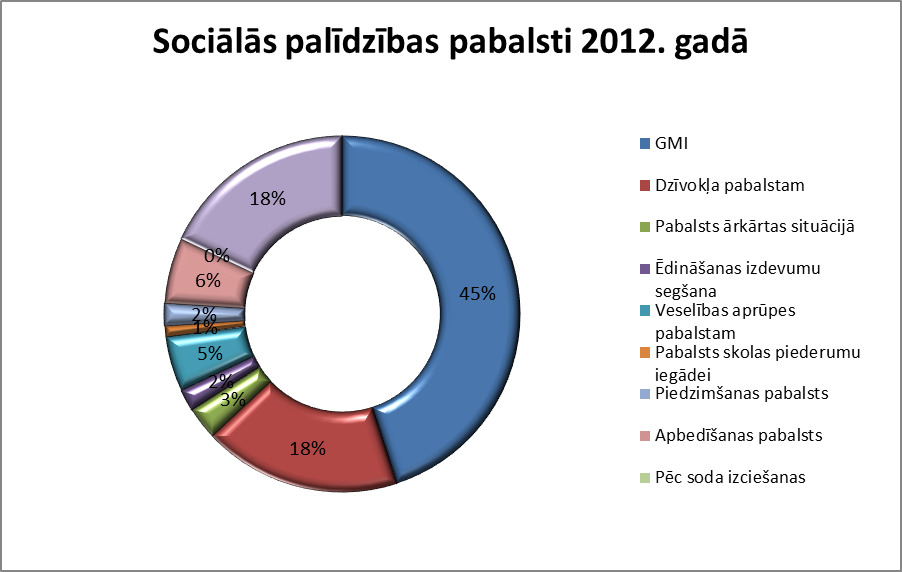 Sociālās palīdzības pabalsti 2012. gadā
18%
0%
6%
2%
1%
5%
2%
3%
18%
45%
GMI
Dzīvokļa pabalstam
Pabalsts ārkārtas situācijā
Ēdināšanas izdevumu
segšana
Veselības aprūpes
pabalstam
Pabalsts skolas piederumu
iegādei
Piedzimšanas pabalsts
Apbedīšanas pabalsts
Pēc soda izciešanas